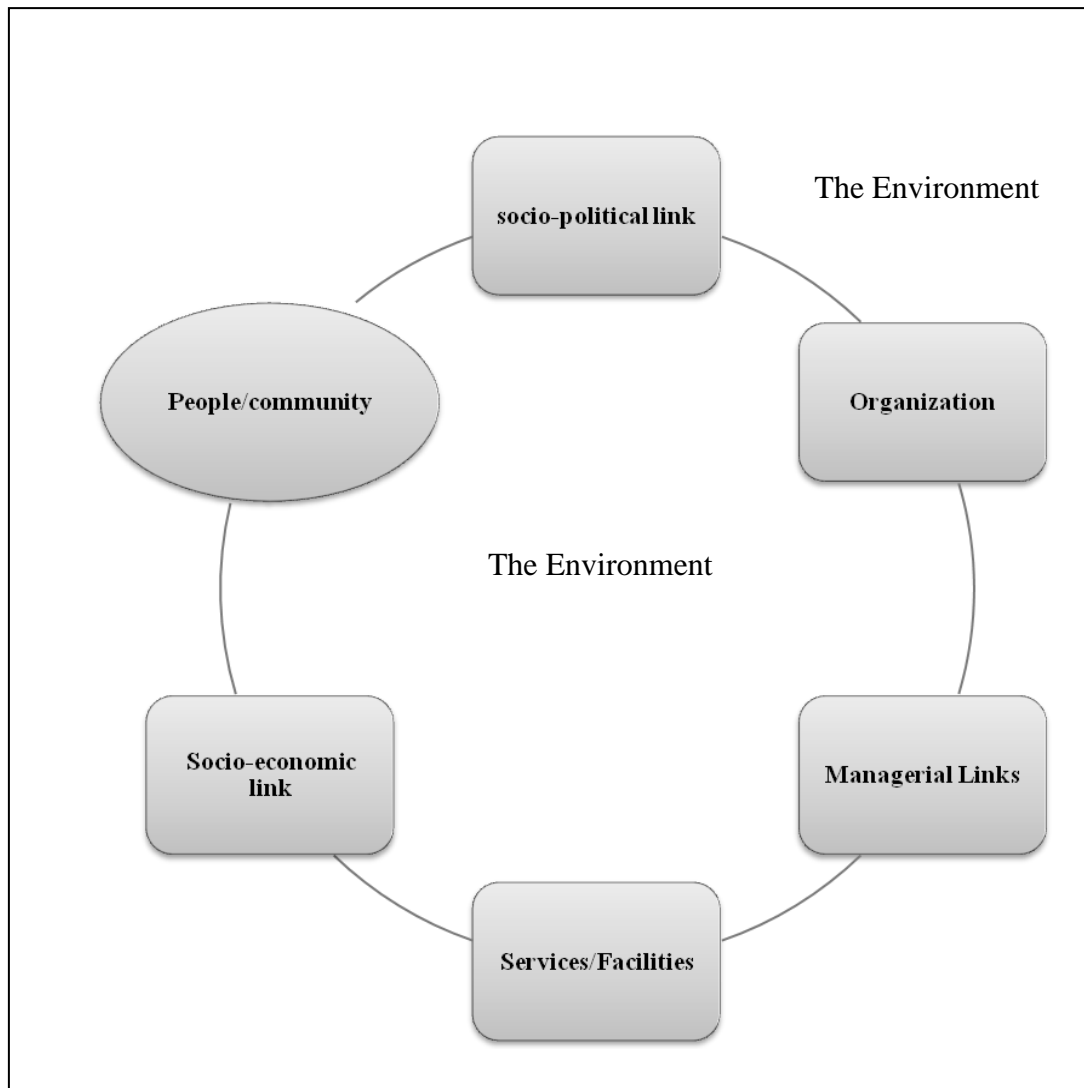 socio-political link
The Environment
Organization
People/community
The Environment
Socio-economic
link
Managerial Links
Services/Facilities